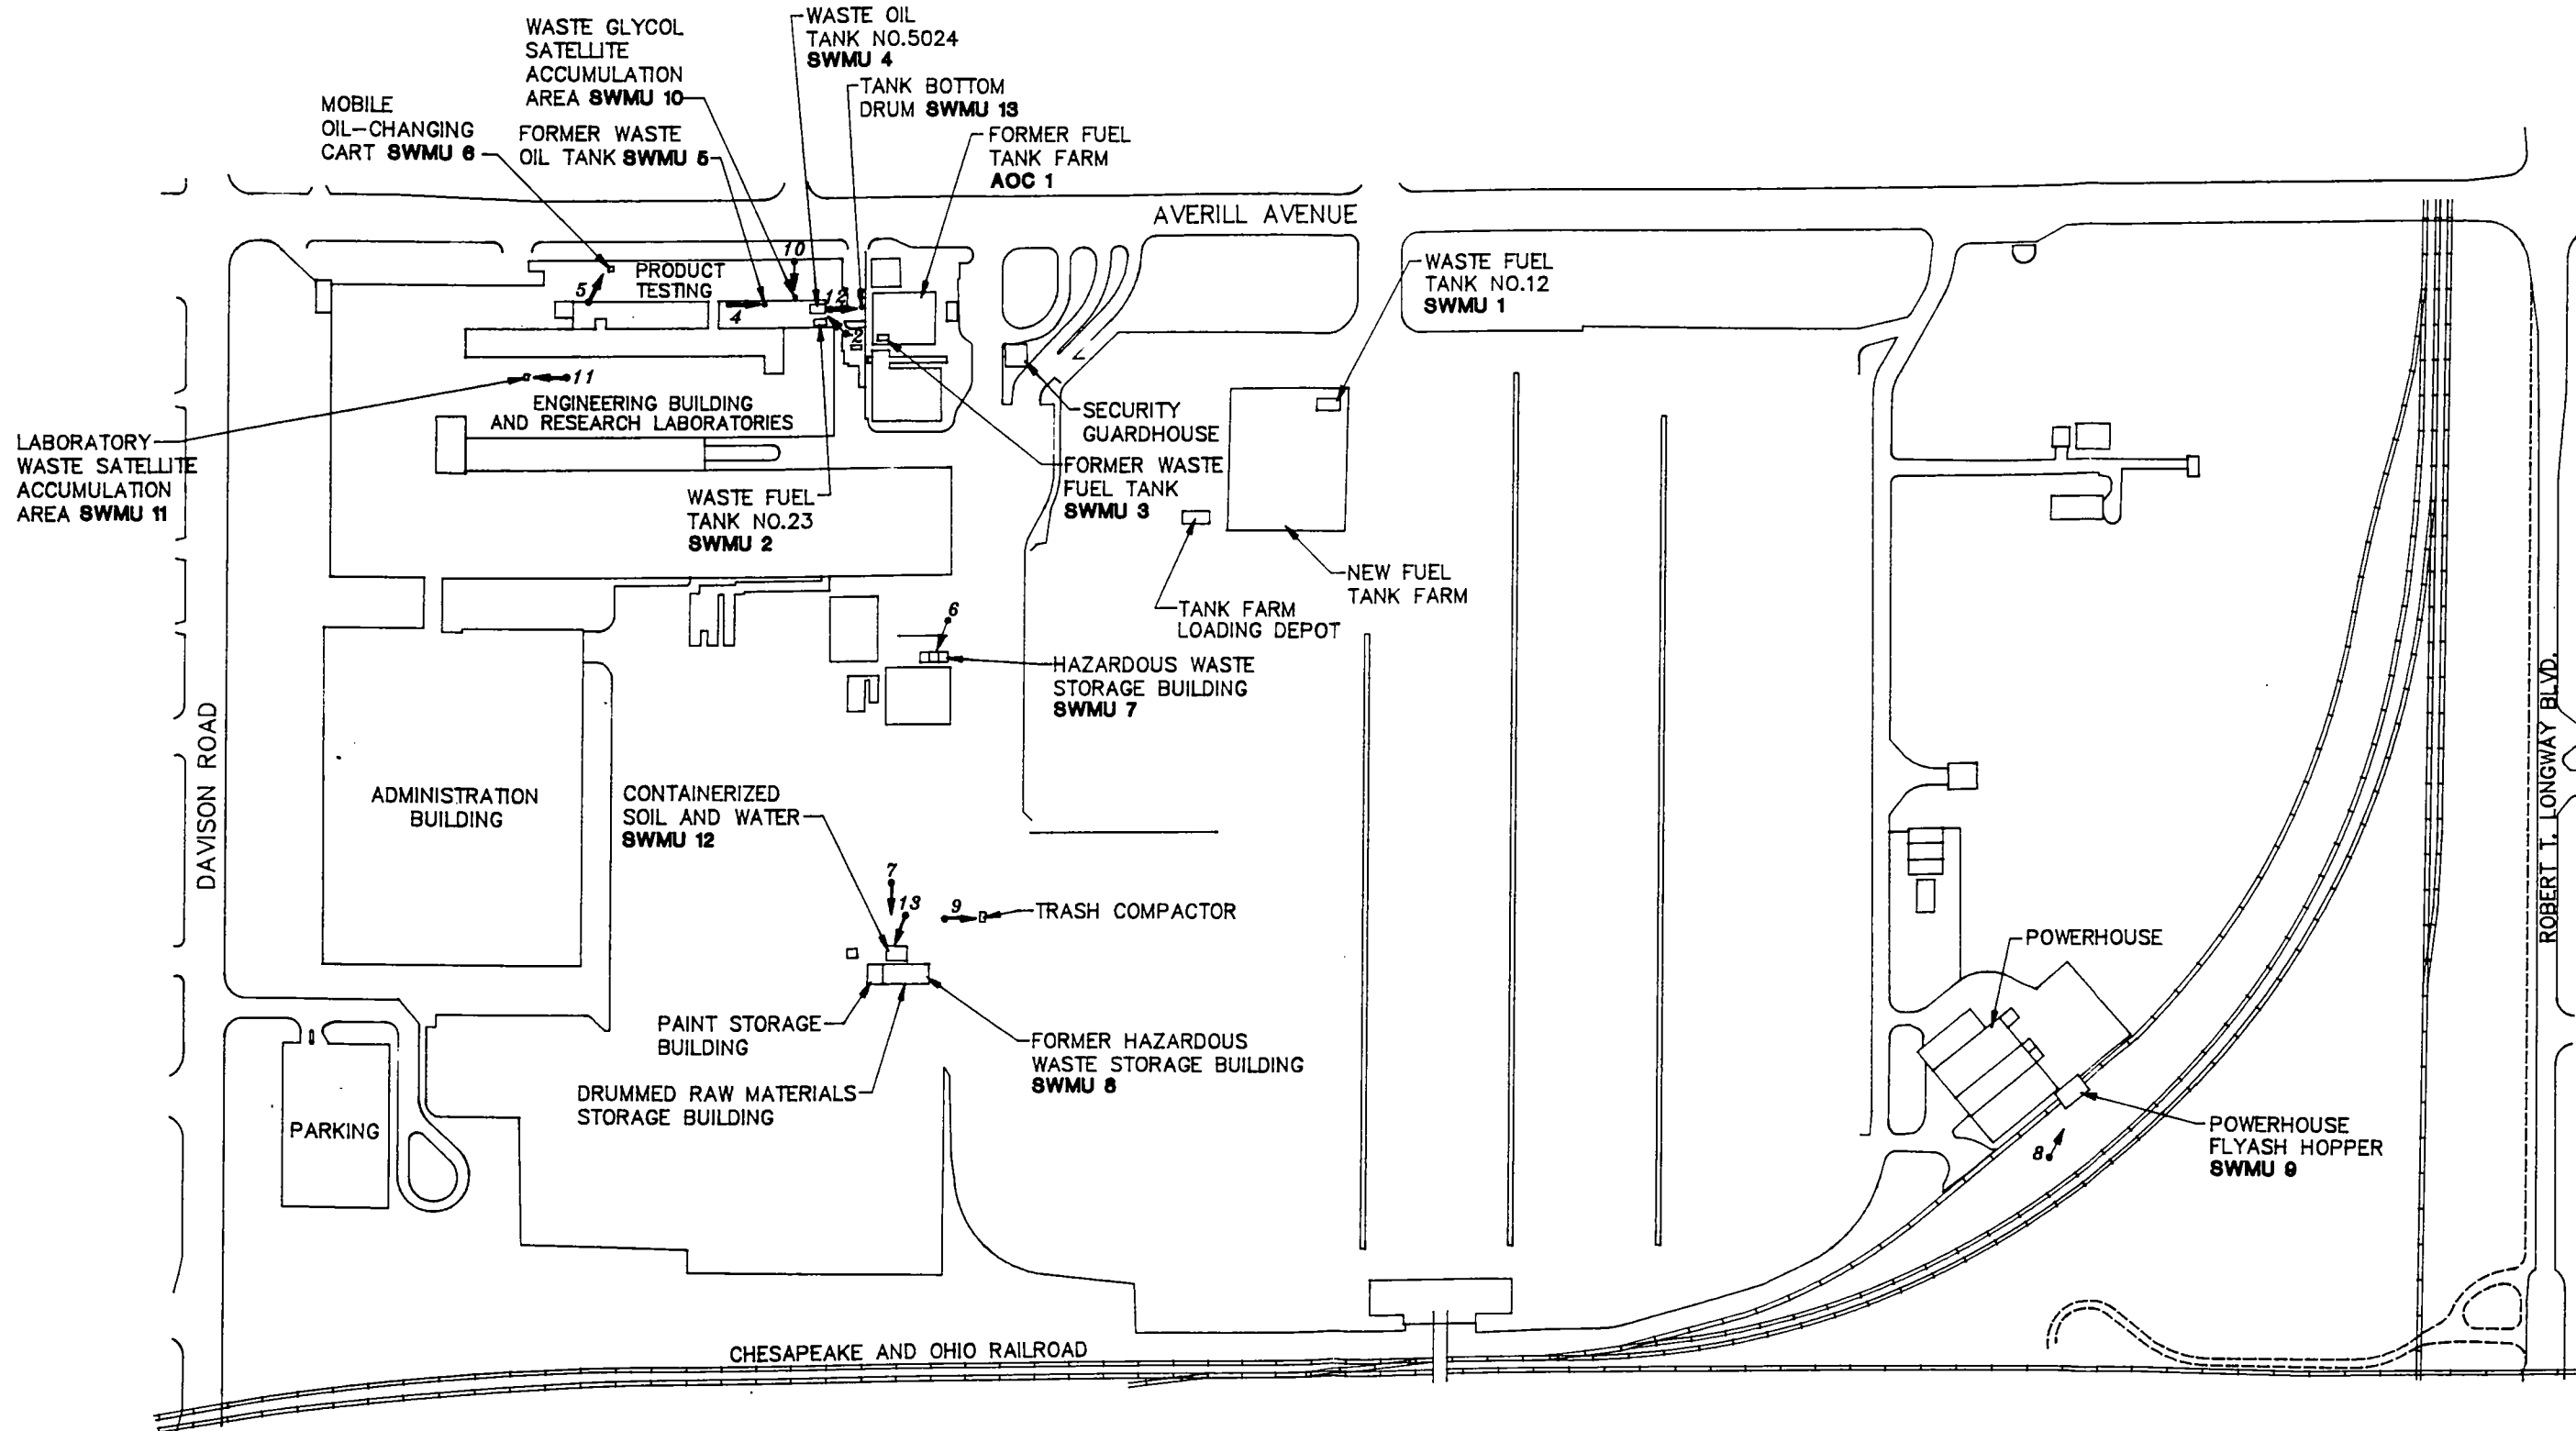 WASTE OIL
TANK NO.5024
SWMU 4
WASTE GLYCOL
SATELLITE
ACCUMULATION
AREA SWMU 10
TANK BOTTOM
DRUM SWMU 13
MOBILE
OIL-CHANGING
CART SWMU 6
FORMER WASTE
OIL TANK SWMU 5
FORMER FUEL
TANK FARM
AOC 1
AVERILL AVENUE
10
PRODUCT
TESTING
5
4
12
2
WASTE FUEL
TANK NO.12
SWMU 1
11
ENGINEERING BUILDING
AND RESEARCH LABORATORIES
SECURITY
GUARDHOUSE
LABORATORY
WASTE SATELLITE
ACCUMULATION
AREA SWMU 11
FORMER WASTE
FUEL TANK
SWMU 3
WASTE FUEL
TANK NO.23
SWMU 2
NEW FUEL
TANK FARM
TANK FARM
LOADING DEPOT
6
HAZARDOUS WASTE
STORAGE BUILDING
SWMU 7
DAVISON ROAD
ROBERT T. LONGWAY BLVD.
ADMINISTRATION
BUILDING
CONTAINERIZED
SOIL AND WATER
SWMU 12
7
13
9
TRASH COMPACTOR
POWERHOUSE
PAINT STORAGE
BUILDING
FORMER HAZARDOUS
WASTE STORAGE BUILDING
SWMU 8
DRUMMED RAW MATERIALS
STORAGE BUILDING
PARKING
8
POWERHOUSE
FLYASH HOPPER
SWMU 9
CHESAPEAKE AND OHIO RAILROAD